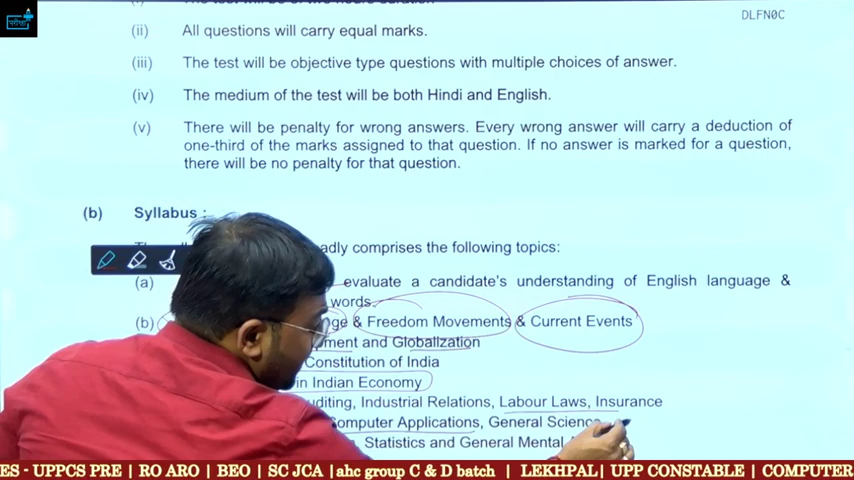 DLFN0C
परीक्षा
(ii) All questions will carry equal marks.
(iii) The test will be objective type questions with multiple choices of answer.
(iv) The medium of the test will be both Hindi and English.
(v) There will be penalty for wrong answers. Every wrong answer will carry a deduction of
one-third of the marks assigned to that question. If no answer is marked for a question,
there will be no penalty for that question.
(b) Syllabus :
comprises the following topics:
(a) evaluate a candidate's understanding of English language &
words.
(b) & Freedom Movements & Current Events
and Globalization
Constitution of India
in Indian Economy
Industrial Relations, Labour Laws, Insurance
Computer Applications, General Science
Statistics and General Mental
ES - UPPCS PRE | RO ARO | BEO | SC JCA |ahc group C & D batch | LEKHPAL| UPP CONSTABLE | COMPUTER